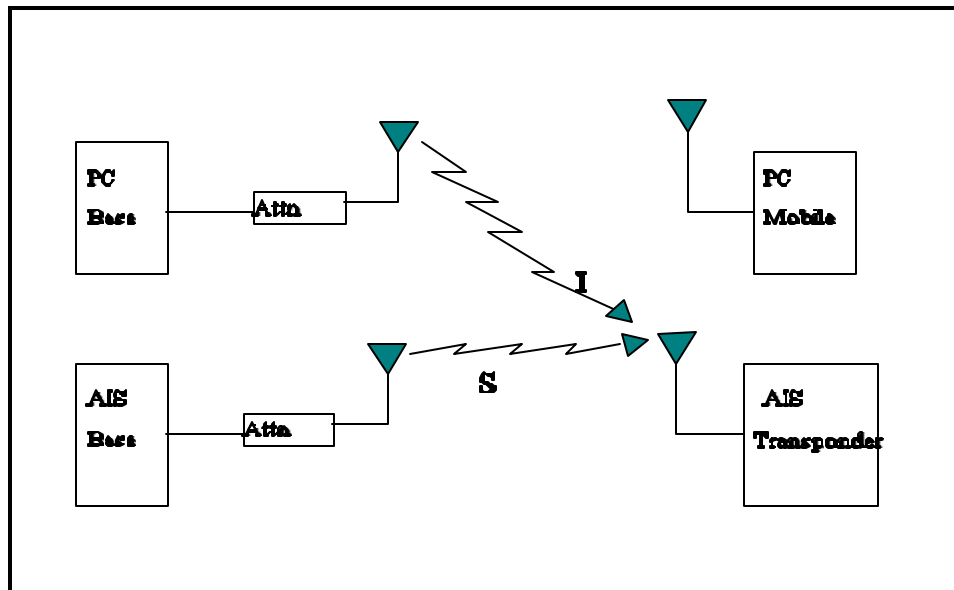 PC
Base
Attn
PC
Mobile
I
AIS
Base
Attn
S
AIS
Transponder